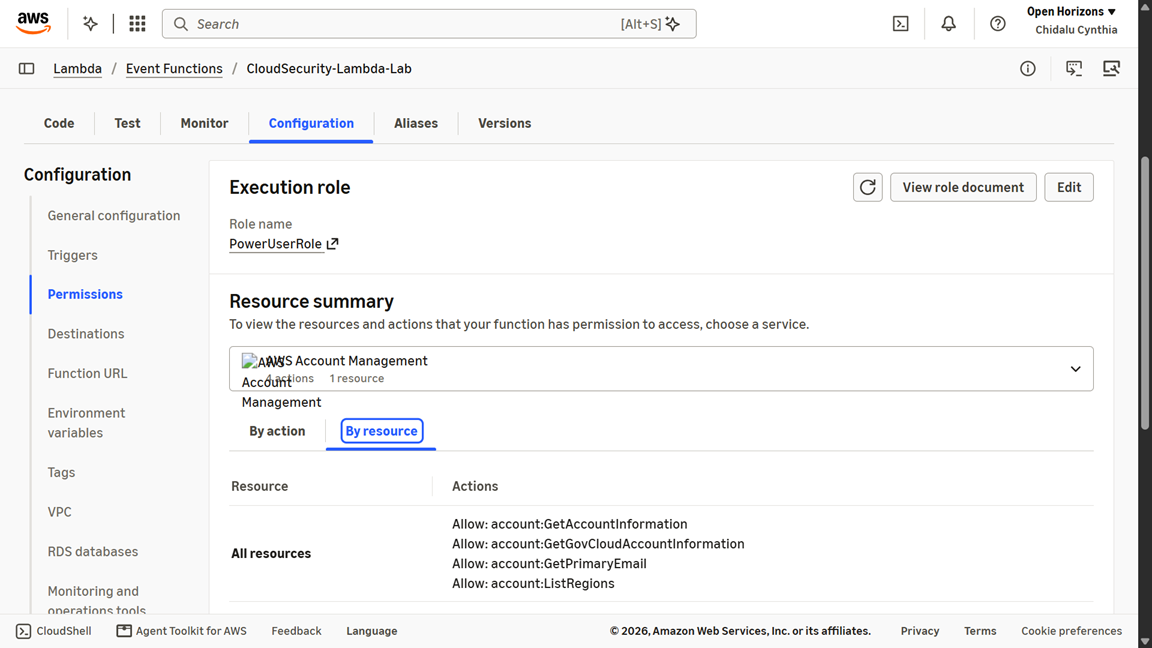 aws
Search
[Alt+S]
Open Horizons ▼
Chidalu Cynthia
Lambda / Event Functions / CloudSecurity-Lambda-Lab
Code
Test
Monitor
Configuration
Aliases
Versions
Configuration
General configuration
Triggers
Permissions
Destinations
Function URL
Environment
variables
Tags
VPC
RDS databases
Monitoring and
operations tools
Execution role
View role document
Edit
Role name
PowerUserRole
Resource summary
To view the resources and actions that your function has permission to access, choose a service.
AWS Account Management
4 actions 1 resource
AWS
Account
Management
By action
By resource
Resource
Actions
All resources
Allow: account:GetAccountInformation
Allow: account:GetGovCloudAccountInformation
Allow: account:GetPrimaryEmail
Allow: account:ListRegions
CloudShell
Agent Toolkit for AWS
Feedback
Language
© 2026, Amazon Web Services, Inc. or its affiliates.
Privacy
Terms
Cookie preferences